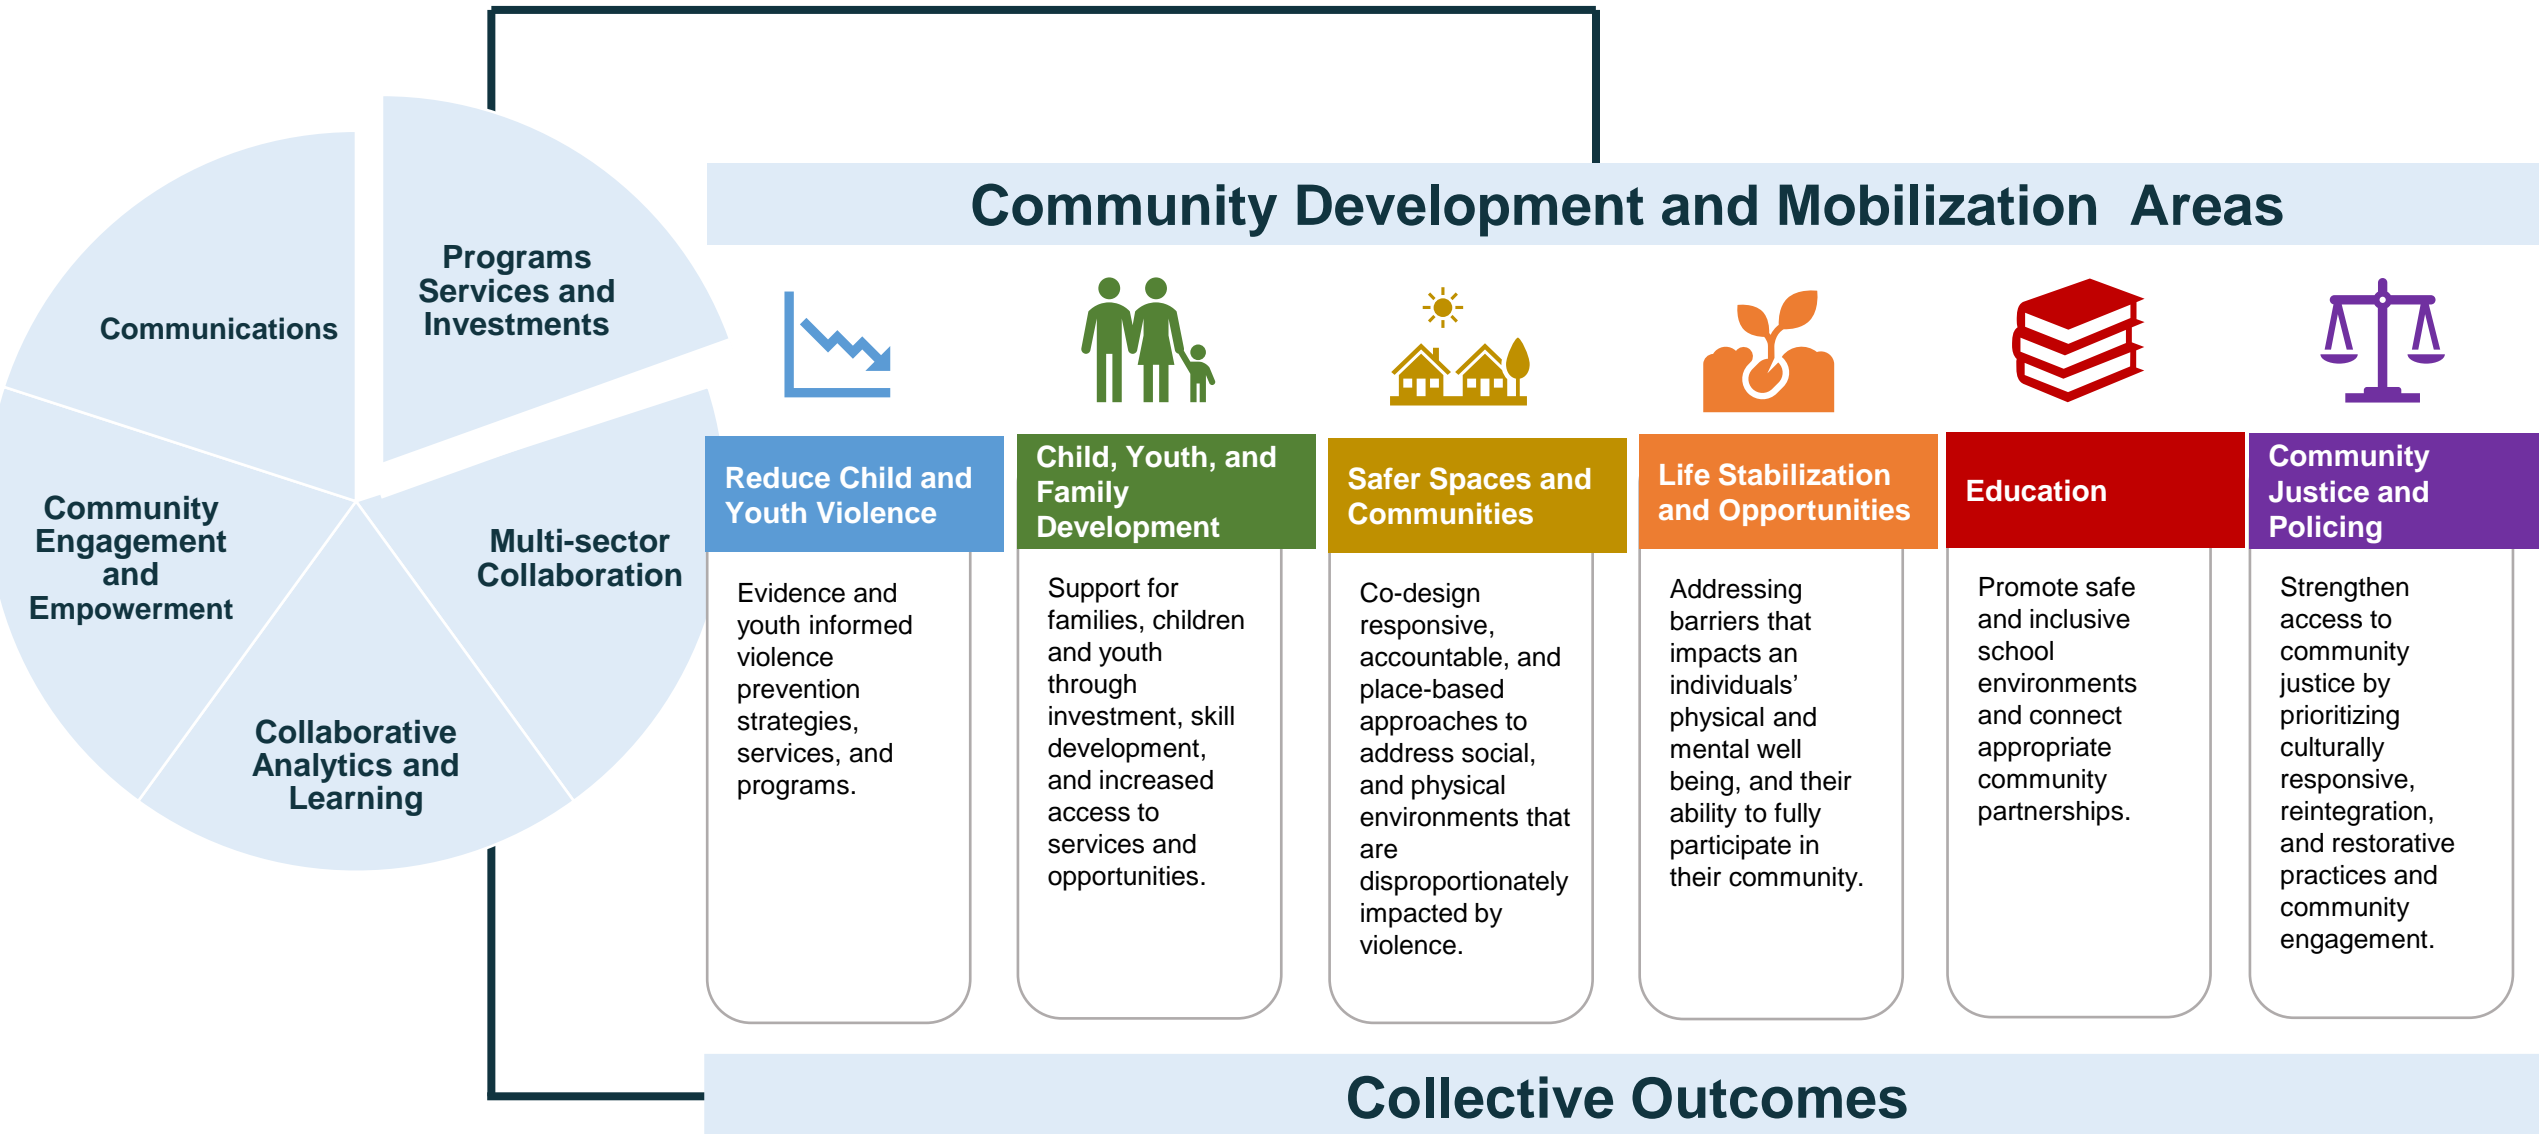 Community Development and Mobilization  Areas
Programs
Services and
Investments
Communications
Community
Engagement
and
Empowerment
Multi-sector
Collaboration
Collaborative
Analytics and
Learning
Reduce Child and
Youth Violence
Evidence and
youth informed
violence
prevention
strategies,
services, and
programs.
Child, Youth, and
Family
Development
Support for
families, children
and youth
through
investment, skill
development,
and increased
access to
services and
opportunities.
Safer Spaces and
Communities
Co-design
responsive,
accountable, and
place-based
approaches to
address social,
and physical
environments that
are
disproportionately
impacted by
violence.
Life Stabilization
and Opportunities
Addressing
barriers that
impacts an
individuals’
physical and
mental well
being, and their
ability to fully
participate in
their community.
Education
Promote safe
and inclusive
school
environments
and connect
appropriate
community
partnerships.
Community
Justice and
Policing
Strengthen
access to
community
justice by
prioritizing
culturally
responsive,
reintegration,
and restorative
practices and
community
engagement.
Collective Outcomes